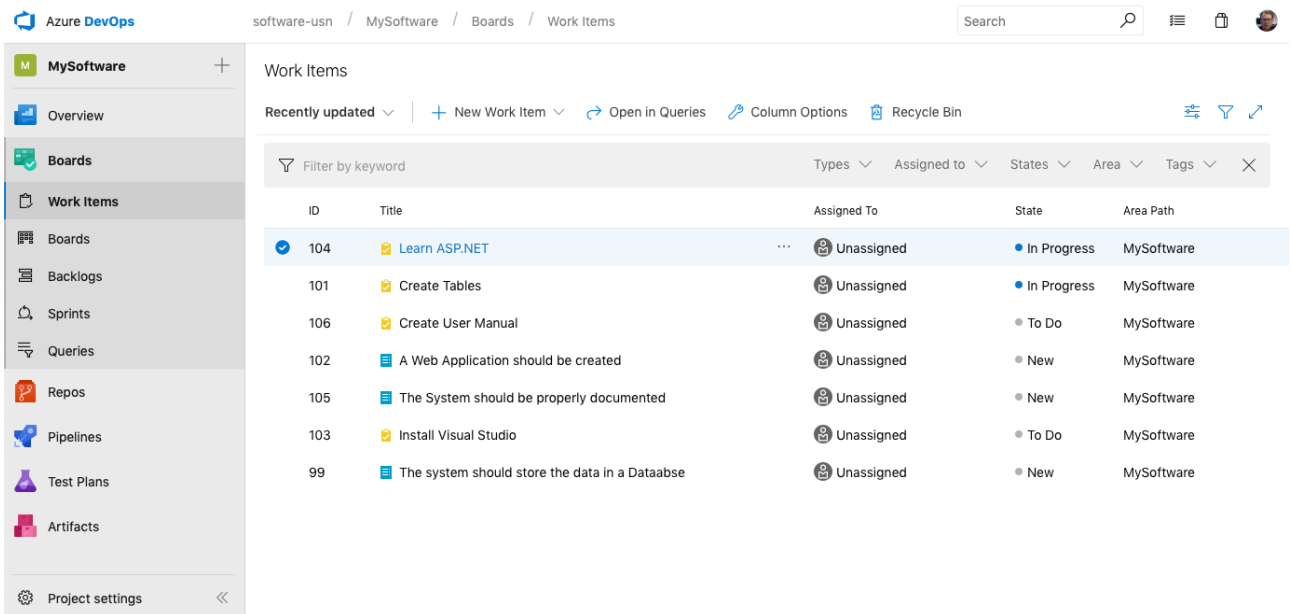 Azure DevOps software-usn / MySoftware / Boards / Work Items Search
M MySoftware
Overview
Boards
Work Items
Boards
Backlogs
Sprints
Queries
Repos
Pipelines
Test Plans
Artifacts
Project settings
Work Items
Recently updated New Work Item Open in Queries Column Options Recycle Bin
Filter by keyword Types Assigned to States Area Tags
ID Title Assigned To State Area Path
104 Learn ASP.NET ... Unassigned In Progress MySoftware
101 Create Tables Unassigned In Progress MySoftware
106 Create User Manual Unassigned To Do MySoftware
102 A Web Application should be created Unassigned New MySoftware
105 The System should be properly documented Unassigned New MySoftware
103 Install Visual Studio Unassigned To Do MySoftware
99 The system should store the data in a Dataabse Unassigned New MySoftware